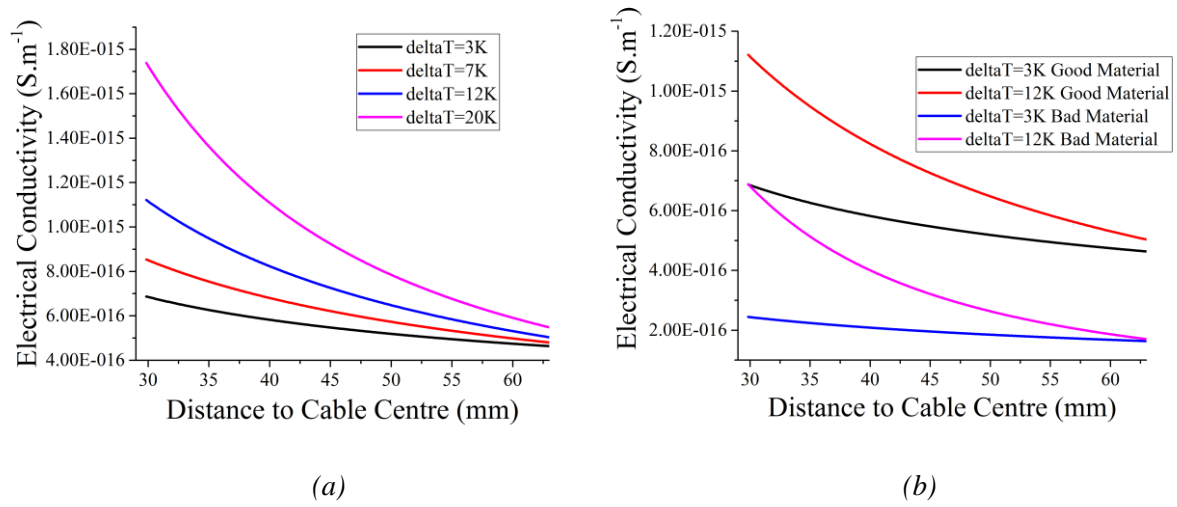 Electrical Conductivity (S.m-1)
1.80E-015
1.60E-015
1.40E-015
1.20E-015
1.00E-015
8.00E-016
6.00E-016
4.00E-016
deltaT=3K
deltaT=7K
deltaT=12K
deltaT=20K
30 35 40 45 50 55 60
Distance to Cable Centre (mm)
(a)
Electrical Conductivity (S.m-1)
1.20E-015
1.00E-015
8.00E-016
6.00E-016
4.00E-016
2.00E-016
deltaT=3K Good Material
deltaT=12K Good Material
deltaT=3K Bad Material
deltaT=12K Bad Material
30 35 40 45 50 55 60
Distance to Cable Centre (mm)
(b)